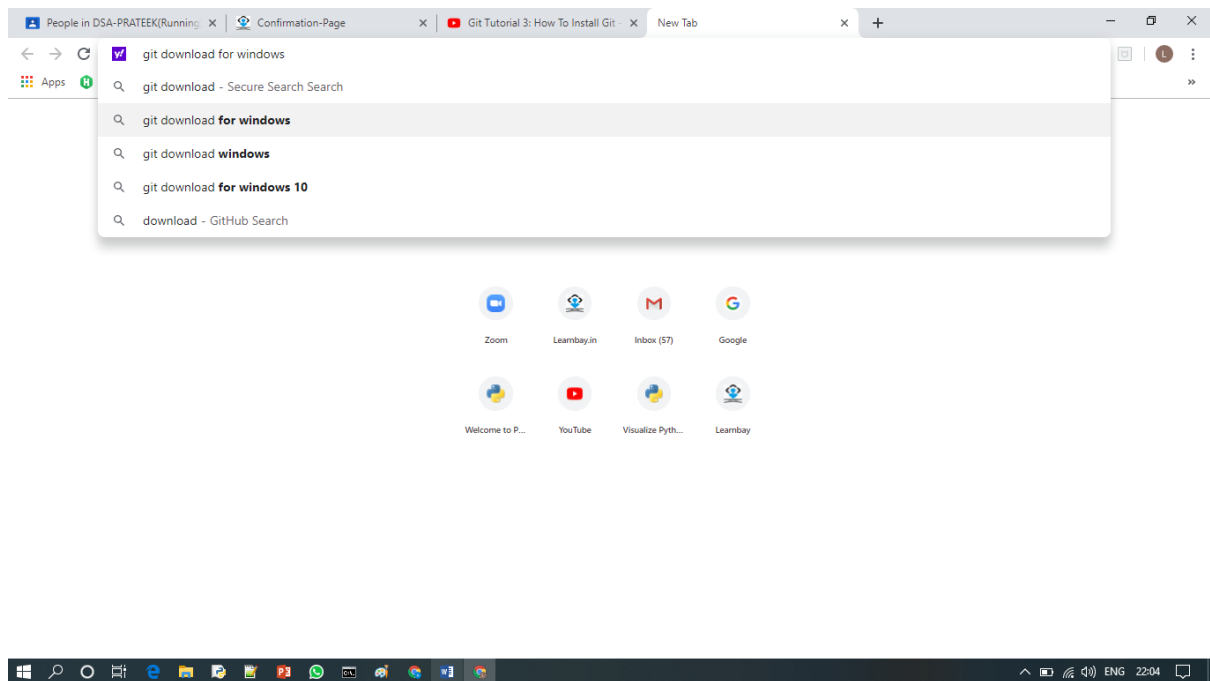 People in DSA-PRATEEK(Running
Confirmation-Page
Git Tutorial 3: How To Install Git -
New Tab
git download for windows
Apps
git download - Secure Search Search
git download for windows
git download windows
git download for windows 10
download - GitHub Search
Zoom
Learnbay.in
Inbox (57)
Google
Welcome to P...
YouTube
Visualize Pyth...
Learnbay
ENG 22:04